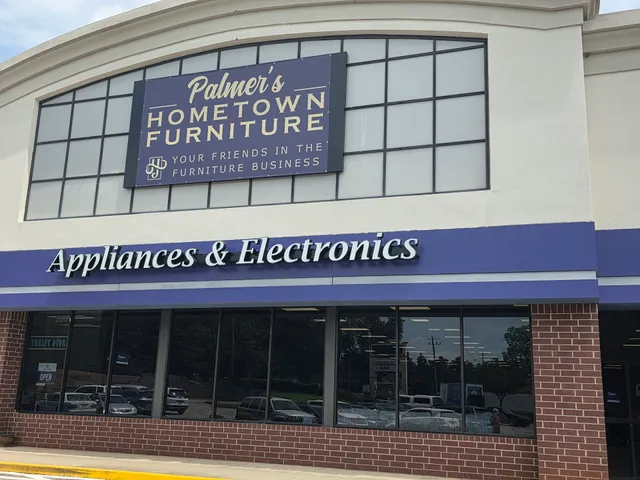 Palmer's
HOMETOWN
FURNITURE
YOUR FRIENDS IN THE
FURNITURE BUSINESS
Appliances & Electronics
OPEN